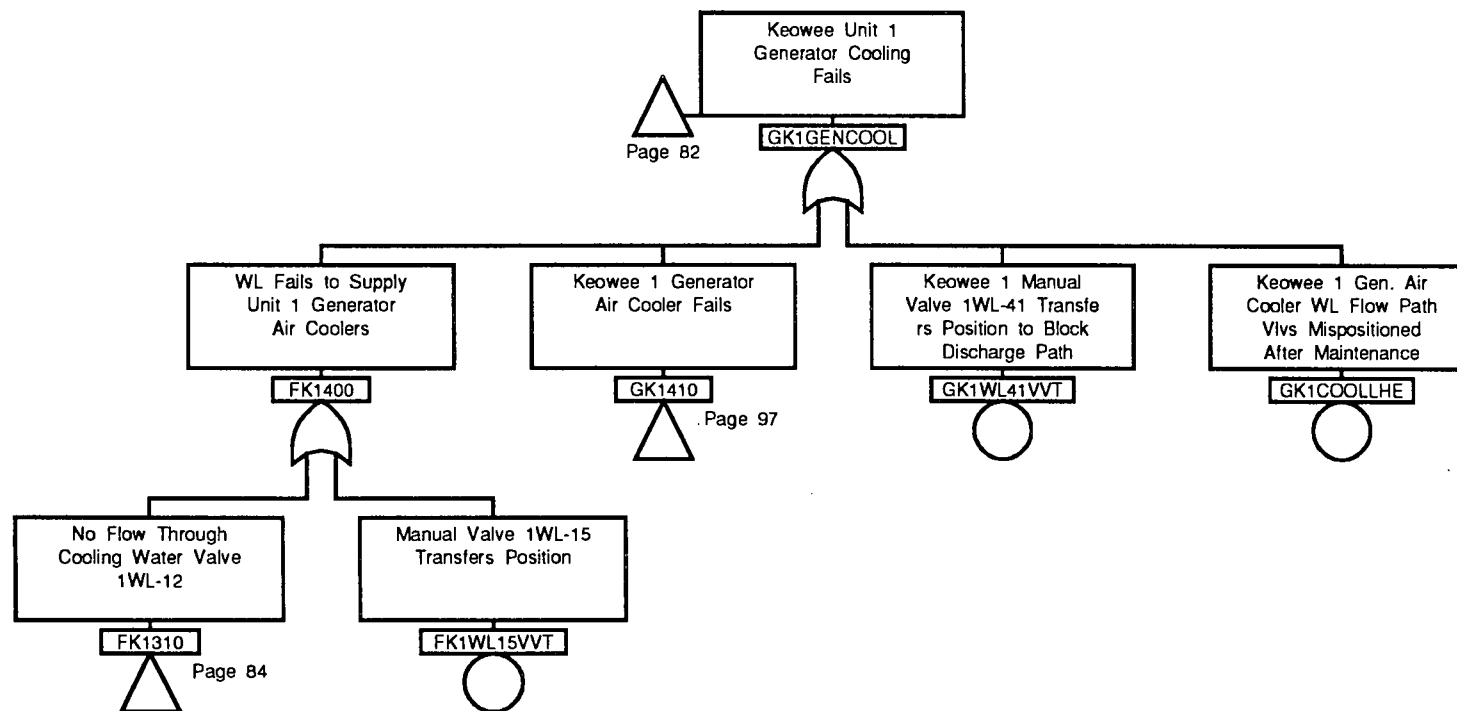 Keowee Unit 1
Generator Cooling
Fails
Page 82
GK1GENCOOL
WL Fails to Supply
Unit 1 Generator
Air Coolers
FK1400
Keowee 1 Generator
Air Cooler Fails
GK1410
Page 97
Keowee 1 Manual
Valve 1WL-41 Transfe
rs Position to Block
Discharge Path
GK1WL41VVT
Keowee 1 Gen. Air
Cooler WL Flow Path
Vlvs Mispositioned
After Maintenance
GK1COOLLHE
No Flow Through
Cooling Water Valve
1WL-12
FK1310
Page 84
Manual Valve 1WL-15
Transfers Position
FK1WL15VVT